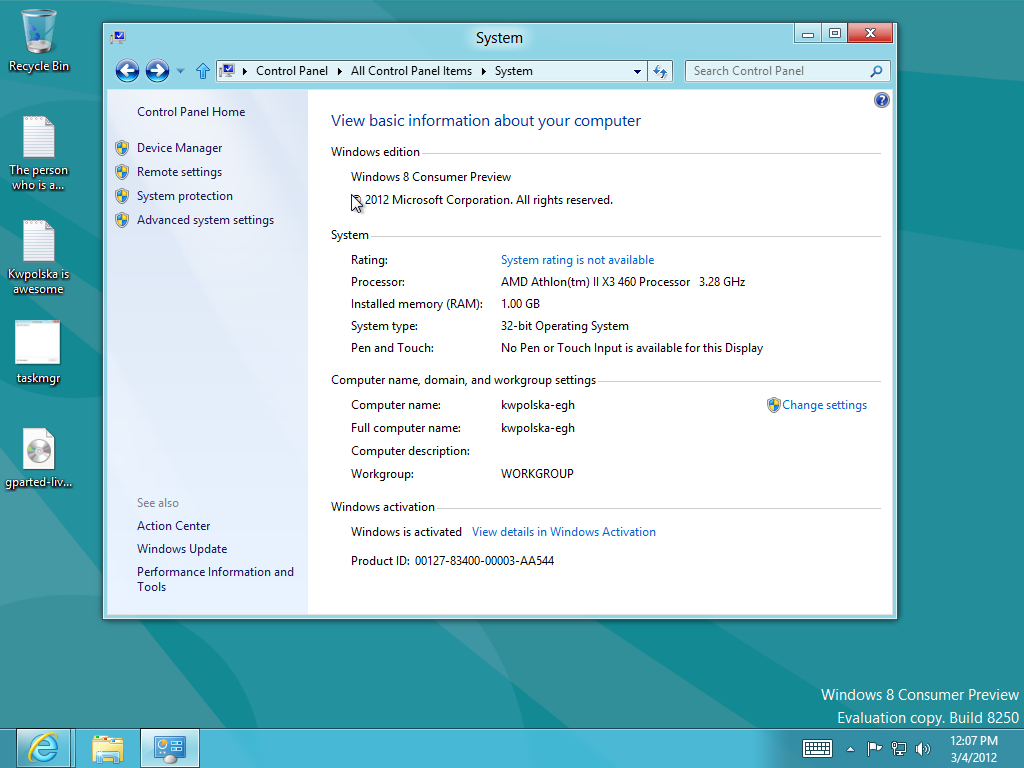 Recycle Bin
The person
who is a...
Kwpolska is
awesome
taskmgr
gparted-liv...
System
Control Panel
All Control Panel Items
System
Search Control Panel
Control Panel Home
Device Manager
Remote settings
System protection
Advanced system settings
See also
Action Center
Windows Update
Performance Information and
Tools
View basic information about your computer
Windows edition
Windows 8 Consumer Preview
2012 Microsoft Corporation. All rights reserved.
System
Rating: System rating is not available
Processor: AMD Athlon(tm) II X3 460 Processor 3.28 GHz
Installed memory (RAM): 1.00 GB
System type: 32-bit Operating System
Pen and Touch: No Pen or Touch Input is available for this Display
Computer name, domain, and workgroup settings
Computer name: kwpolska-egh Change settings
Full computer name: kwpolska-egh
Computer description:
Workgroup: WORKGROUP
Windows activation
Windows is activated View details in Windows Activation
Product ID: 00127-83400-00003-AA544
Windows 8 Consumer Preview
Evaluation copy. Build 8250
12:07 PM
3/4/2012